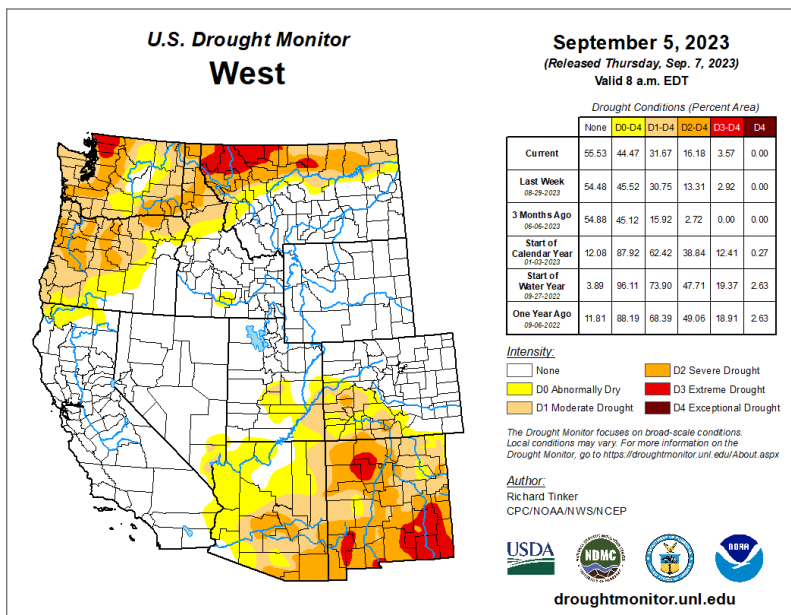 U.S. Drought Monitor
West
September 5, 2023
(Released Thursday, Sep. 7, 2023)
Valid 8 a.m. EDT
Drought Conditions (Percent Area)
None D0-D4 D1-D4 D2-D4 D3-D4 D4
Current 55.53 44.47 31.67 16.18 3.57 0.00
Last Week
08-29-2023 54.48 45.52 30.75 13.31 2.92 0.00
3 Months Ago
06-06-2023 54.88 45.12 15.92 2.72 0.00 0.00
Start of
Calendar Year
01-03-2023 12.08 87.92 62.42 38.84 12.41 0.27
Start of
Water Year
09-27-2022 3.89 96.11 73.90 47.71 19.37 2.63
One Year Ago
09-06-2022 11.81 88.19 68.39 49.06 18.91 2.63
Intensity:
None
D0 Abnormally Dry
D1 Moderate Drought
D2 Severe Drought
D3 Extreme Drought
D4 Exceptional Drought
The Drought Monitor focuses on broad-scale conditions.
Local conditions may vary. For more information on the
Drought Monitor, go to https://droughtmonitor.unl.edu/About.aspx
Author:
Richard Tinker
CPC/NOAA/NWS/NCEP
USDA
NDMC
NOAA
droughtmonitor.unl.edu